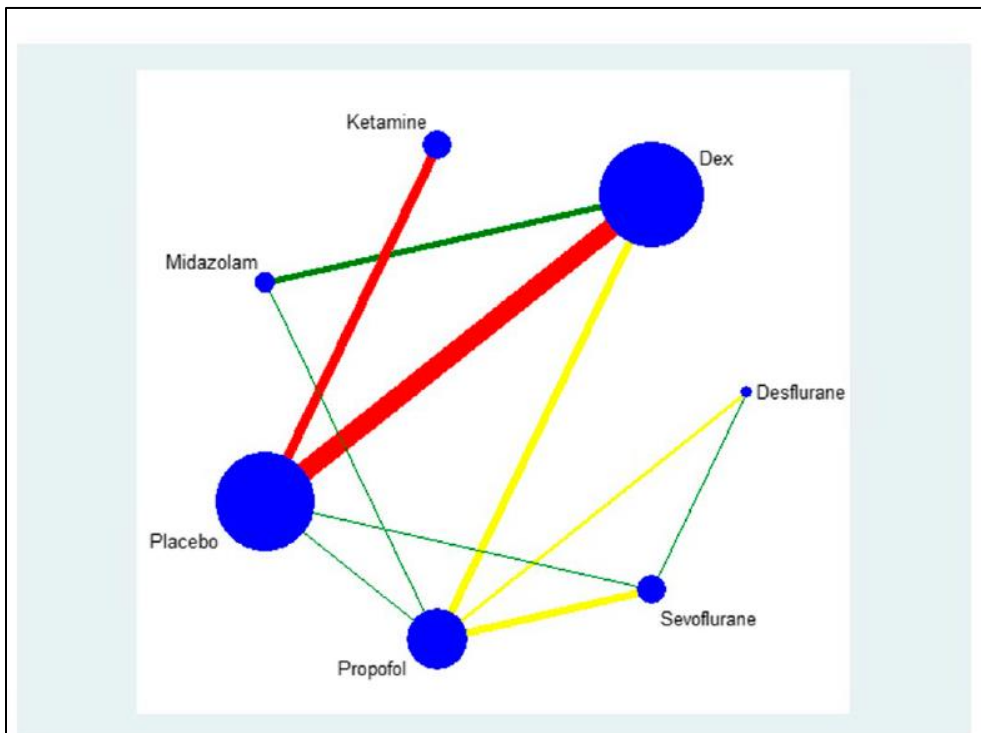 Ketamine
Dex
Midazolam
Desflurane
Placebo
Sevoflurane
Propofol